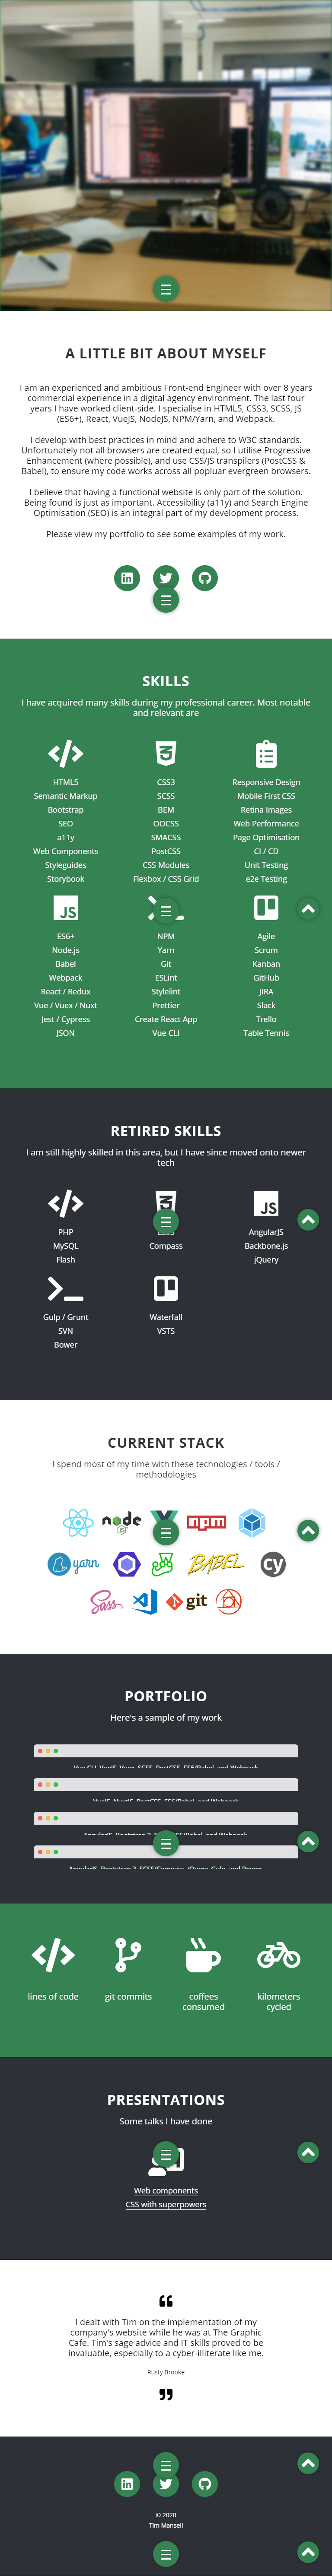 A LITTLE BIT ABOUT MYSELF
I am an experienced and ambitious Front-end Engineer with over 8 years
commercial experience in a digital agency environment. The last four
years I have worked client-side. I specialise in HTML5, CSS3, SCSS, JS
(ES6+), React, VueJS, NodeJS, NPM/Yarn, and Webpack.
I develop with best practices in mind and adhere to W3C standards.
Unfortunately not all browsers are created equal, so I utilise Progressive
Enhancement (where possible), and use CSS/JS transpilers (PostCSS &
Babel), to ensure my code works across all popluar evergreen browsers.
I believe that having a functional website is only part of the solution.
Being found is just as important. Accessibility (a11y) and Search Engine
Optimisation (SEO) is an integral part of my development process.
Please view my portfolio to see some examples of my work.
SKILLS
I have acquired many skills during my professional career. Most notable
and relevant are
HTML5
Semantic Markup
Bootstrap
SEO
a11y
Web Components
Styleguides
Storybook
CSS3
SCSS
BEM
OOCSS
SMACSS
PostCSS
CSS Modules
Flexbox / CSS Grid
Responsive Design
Mobile First CSS
Retina Images
Web Performance
Page Optimisation
CI / CD
Unit Testing
e2e Testing
JS
ES6+
Node.js
Babel
Webpack
React / Redux
Vue / Vuex / Nuxt
Jest / Cypress
JSON
NPM
Yarn
Git
ESLint
Stylelint
Prettier
Create React App
Vue CLI
Agile
Scrum
Kanban
GitHub
JIRA
Slack
Trello
Table Tennis
RETIRED SKILLS
I am still highly skilled in this area, but I have since moved onto newer
tech
PHP
MySQL
Flash
Compass
JS
AngularJS
Backbone.js
jQuery
Gulp / Grunt
SVN
Bower
Waterfall
VSTS
CURRENT STACK
I spend most of my time with these technologies / tools /
methodologies
node
JS
npm
yarn
BABEL
cy
Sass
git
PORTFOLIO
Here's a sample of my work
lines of code
git commits
coffees
consumed
kilometers
cycled
PRESENTATIONS
Some talks I have done
Web components
CSS with superpowers
I dealt with Tim on the implementation of my
company's website while he was at The Graphic
Cafe. Tim's sage advice and IT skills proved to be
invaluable, especially to a cyber-illiterate like me.
Rusty Brooke
© 2020
Tim Mansell